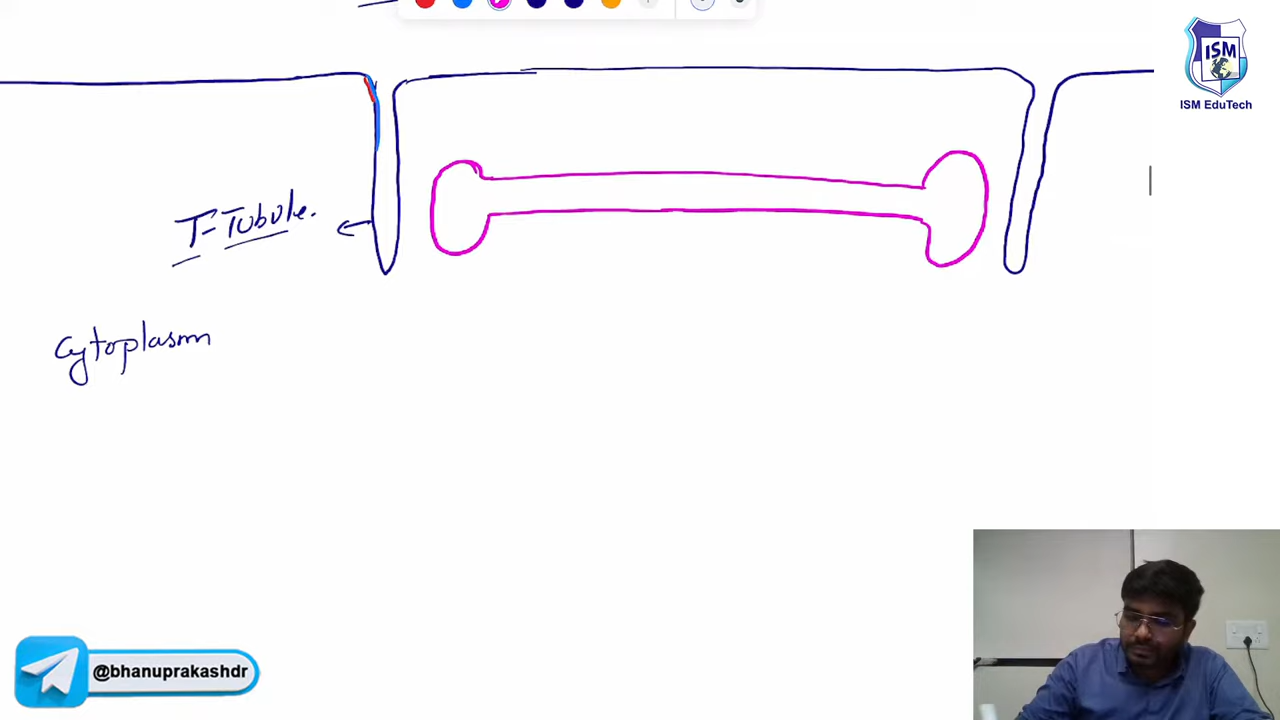 ISM
ISM EduTech
T-Tubule.
Cytoplasm
@bhanuprakashdr